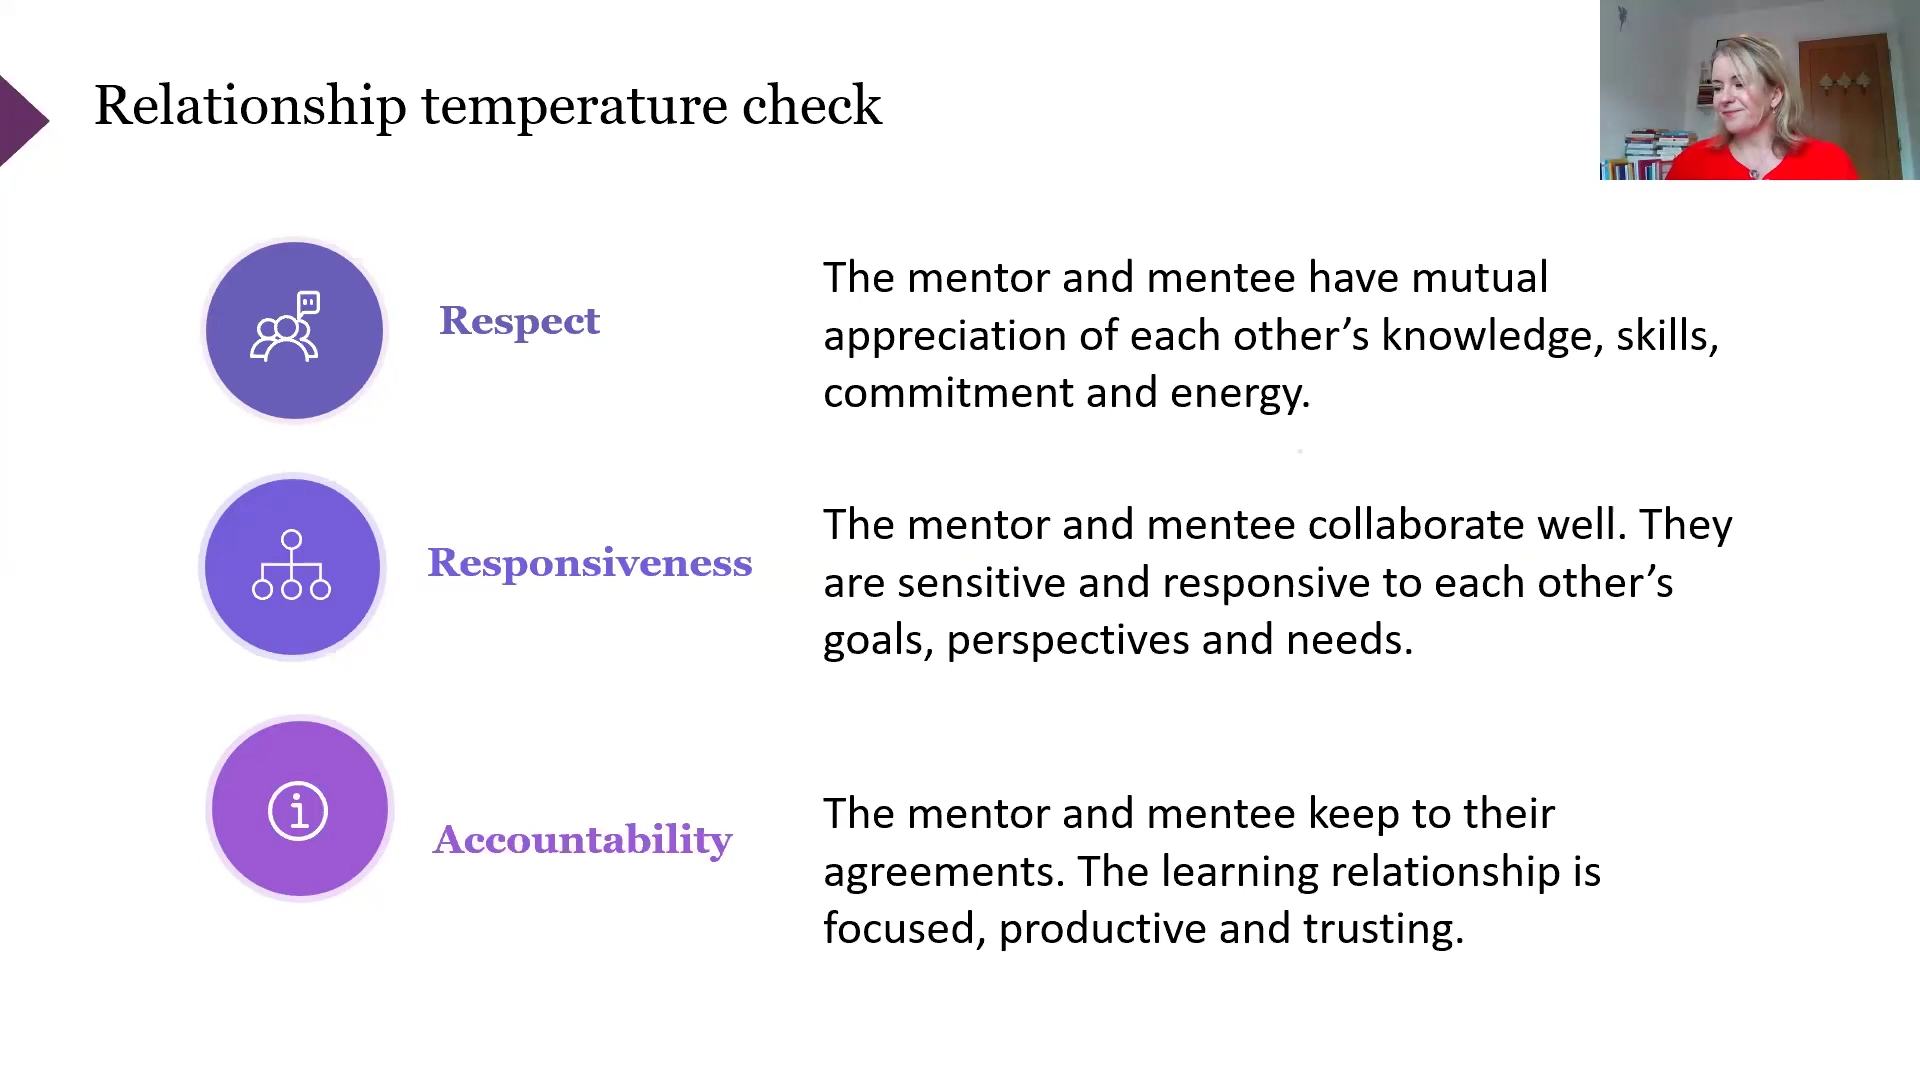 Relationship temperature check
Respect
The mentor and mentee have mutual
appreciation of each other’s knowledge, skills,
commitment and energy.
Responsiveness
The mentor and mentee collaborate well. They
are sensitive and responsive to each other’s
goals, perspectives and needs.
Accountability
The mentor and mentee keep to their
agreements. The learning relationship is
focused, productive and trusting.